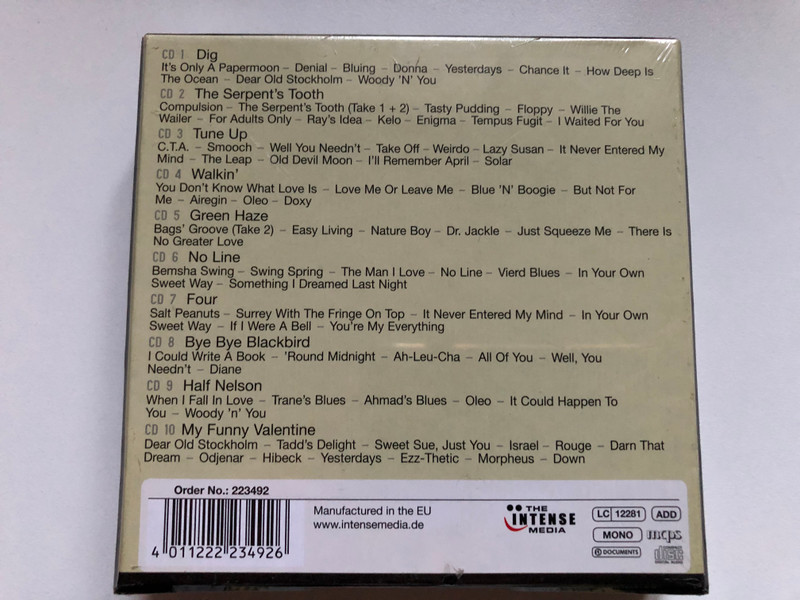 CD 1 Dig
It's Only A Papermoon – Denial – Bluing – Donna – Yesterdays – Chance It – How Deep Is
The Ocean – Dear Old Stockholm – Woody 'N' You
CD 2 The Serpent's Tooth
Compulsion – The Serpent's Tooth (Take 1 + 2) – Tasty Pudding – Floppy – Willie The
Wailer – For Adults Only – Ray's Idea – Kelo – Enigma – Tempus Fugit – I Waited For You
CD 3 Tune Up
C.T.A. – Smooch – Well You Needn't – Take Off – Weirdo – Lazy Susan – It Never Entered My
Mind – The Leap – Old Devil Moon – I'll Remember April – Solar
CD 4 Walkin'
You Don't Know What Love Is – Love Me Or Leave Me – Blue 'N' Boogie – But Not For
Me – Airegin – Oleo – Doxy
CD 5 Green Haze
Bags' Groove (Take 2) – Easy Living – Nature Boy – Dr. Jackle – Just Squeeze Me – There Is
No Greater Love
CD 6 No Line
Bemsha Swing – Swing Spring – The Man I Love – No Line – Vierd Blues – In Your Own
Sweet Way – Something I Dreamed Last Night
CD 7 Four
Salt Peanuts – Surrey With The Fringe On Top – It Never Entered My Mind – In Your Own
Sweet Way – If I Were A Bell – You're My Everything
CD 8 Bye Bye Blackbird
I Could Write A Book – 'Round Midnight – Ah-Leu-Cha – All Of You – Well, You
Needn't – Diane
CD 9 Half Nelson
When I Fall In Love – Trane's Blues – Ahmad's Blues – Oleo – It Could Happen To
You – Woody 'n' You
CD 10 My Funny Valentine
Dear Old Stockholm – Tadd's Delight – Sweet Sue, Just You – Israel – Rouge – Darn That
Dream – Odjenar – Hibeck – Yesterdays – Ezz-Thetic – Morpheus – Down
Order No.: 223492
4 011222 234926
Manufactured in the EU
www.intensemedia.de
THE
INTENSE
MEDIA
LC 12281 ADD
MONO mcps
DOCUMENTS
disc
DIGITAL AUDIO